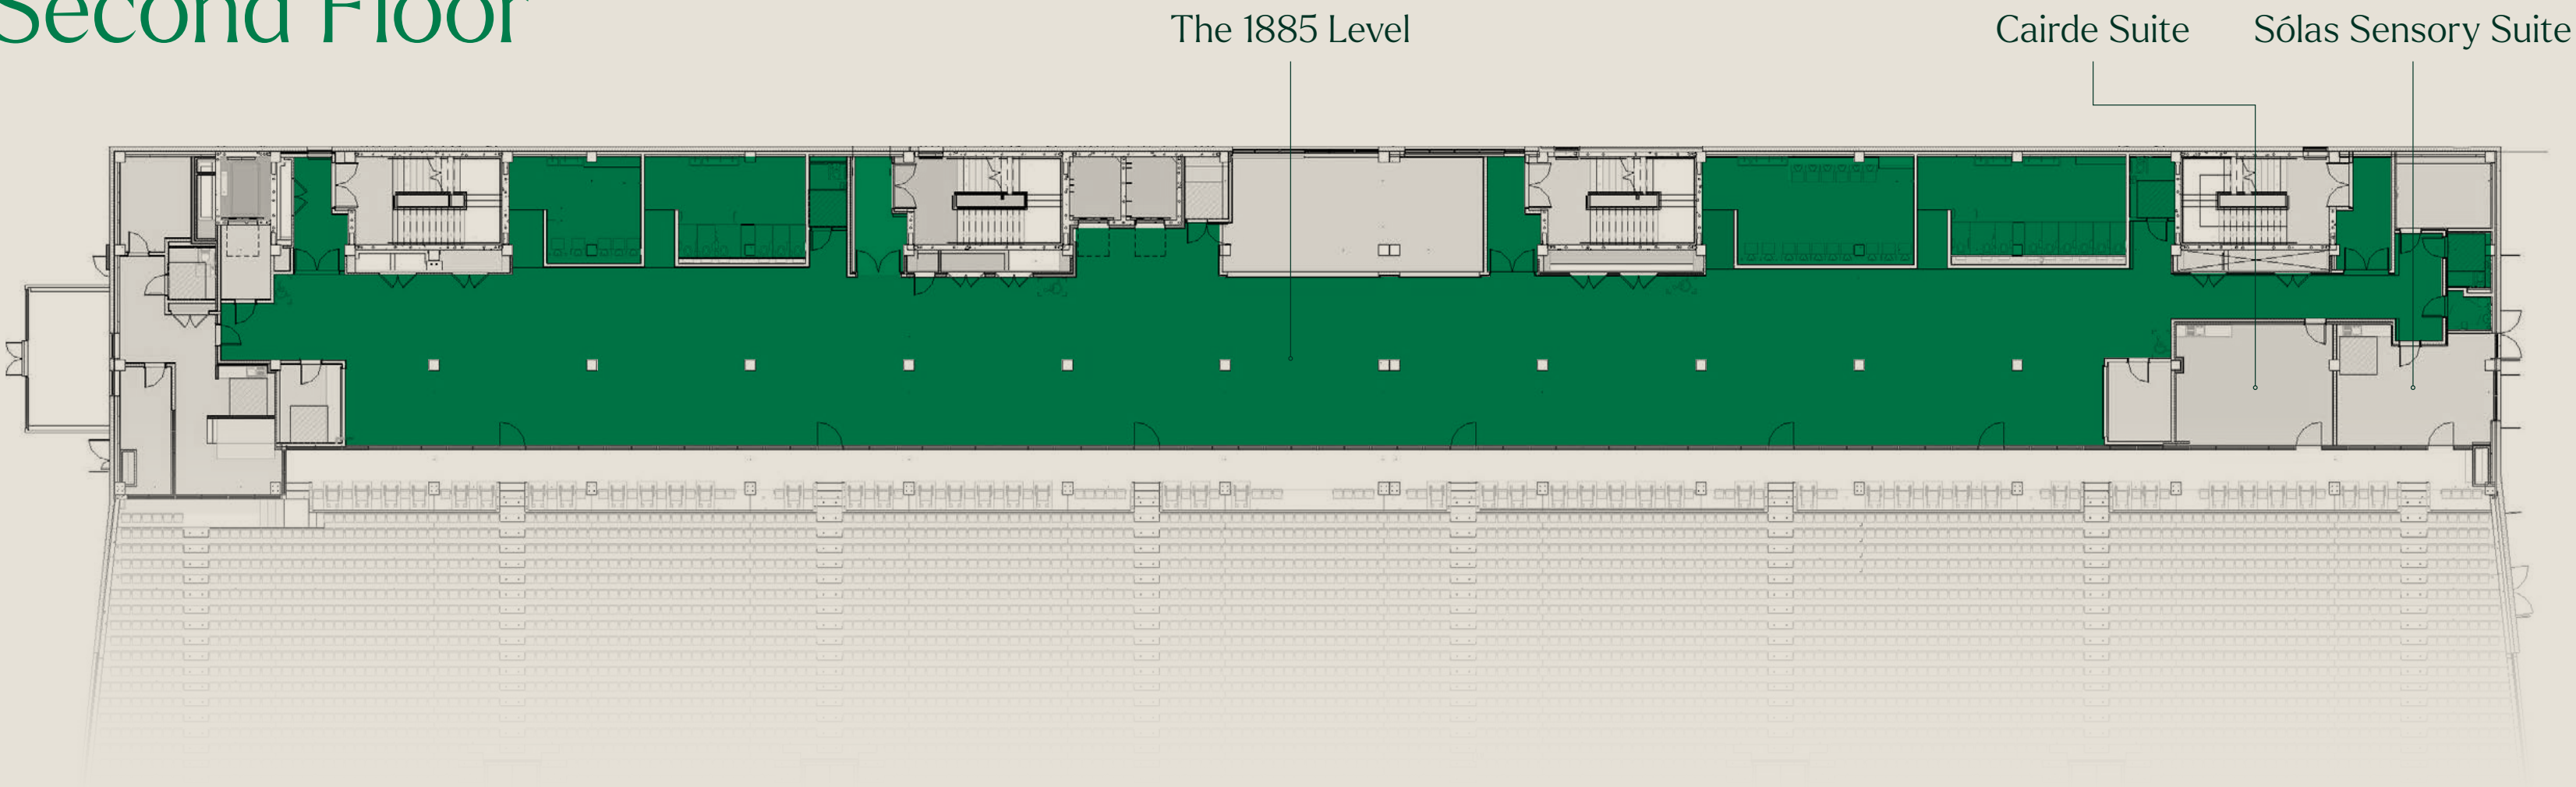 Second Floor
The 1885 Level
Cairde Suite
Sólas Sensory Suite